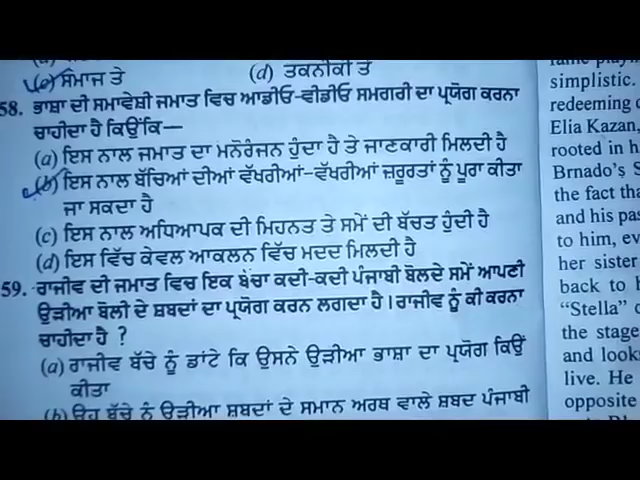 (c) ਸਮਾਜ ਤੇ
(d) ਤਕਨੀਕੀ ਤੇ
58. ਭਾਸ਼ਾ ਦੀ ਸਮਾਵੇਸ਼ੀ ਜਮਾਤ ਵਿਚ ਆਡੀਓ-ਵੀਡੀਓ ਸਮਗਰੀ ਦਾ ਪ੍ਰਯੋਗ ਕਰਨਾ
ਚਾਹੀਦਾ ਹੈ ਕਿਉਂਕਿ—
(a) ਇਸ ਨਾਲ ਜਮਾਤ ਦਾ ਮਨੋਰੰਜਨ ਹੁੰਦਾ ਹੈ ਤੇ ਜਾਣਕਾਰੀ ਮਿਲਦੀ ਹੈ
(b) ਇਸ ਨਾਲ ਬੱਚਿਆਂ ਦੀਆਂ ਵੱਖਰੀਆਂ-ਵੱਖਰੀਆਂ ਜ਼ਰੂਰਤਾਂ ਨੂੰ ਪੂਰਾ ਕੀਤਾ
ਜਾ ਸਕਦਾ ਹੈ
(c) ਇਸ ਨਾਲ ਅਧਿਆਪਕ ਦੀ ਮਿਹਨਤ ਤੇ ਸਮੇਂ ਦੀ ਬੱਚਤ ਹੁੰਦੀ ਹੈ
(d) ਇਸ ਵਿੱਚ ਕੇਵਲ ਆਕਲਨ ਵਿੱਚ ਮਦਦ ਮਿਲਦੀ ਹੈ
59. ਰਾਜੀਵ ਦੀ ਜਮਾਤ ਵਿਚ ਇਕ ਬੱਚਾ ਕਦੀ-ਕਦੀ ਪੰਜਾਬੀ ਬੋਲਦੇ ਸਮੇਂ ਆਪਣੀ
ਉੜੀਆ ਬੋਲੀ ਦੇ ਸ਼ਬਦਾਂ ਦਾ ਪ੍ਰਯੋਗ ਕਰਨ ਲਗਦਾ ਹੈ। ਰਾਜੀਵ ਨੂੰ ਕੀ ਕਰਨਾ
ਚਾਹੀਦਾ ਹੈ ?
(a) ਰਾਜੀਵ ਬੱਚੇ ਨੂੰ ਡਾਂਟੇ ਕਿ ਉਸਨੇ ਉੜੀਆ ਭਾਸ਼ਾ ਦਾ ਪ੍ਰਯੋਗ ਕਿਉਂ
ਕੀਤਾ
(b) ਉਹ ਬੱਚੇ ਨੂੰ ਉੜੀਆ ਸ਼ਬਦਾਂ ਦੇ ਸਮਾਨ ਅਰਥ ਵਾਲੇ ਸ਼ਬਦ ਪੰਜਾਬੀ
simplistic.
redeeming
Elia Kazan,
rooted in
Brnado's
the fact
and his
to him,
her sister
back to
"Stella"
the stage
and
live. He
opposite